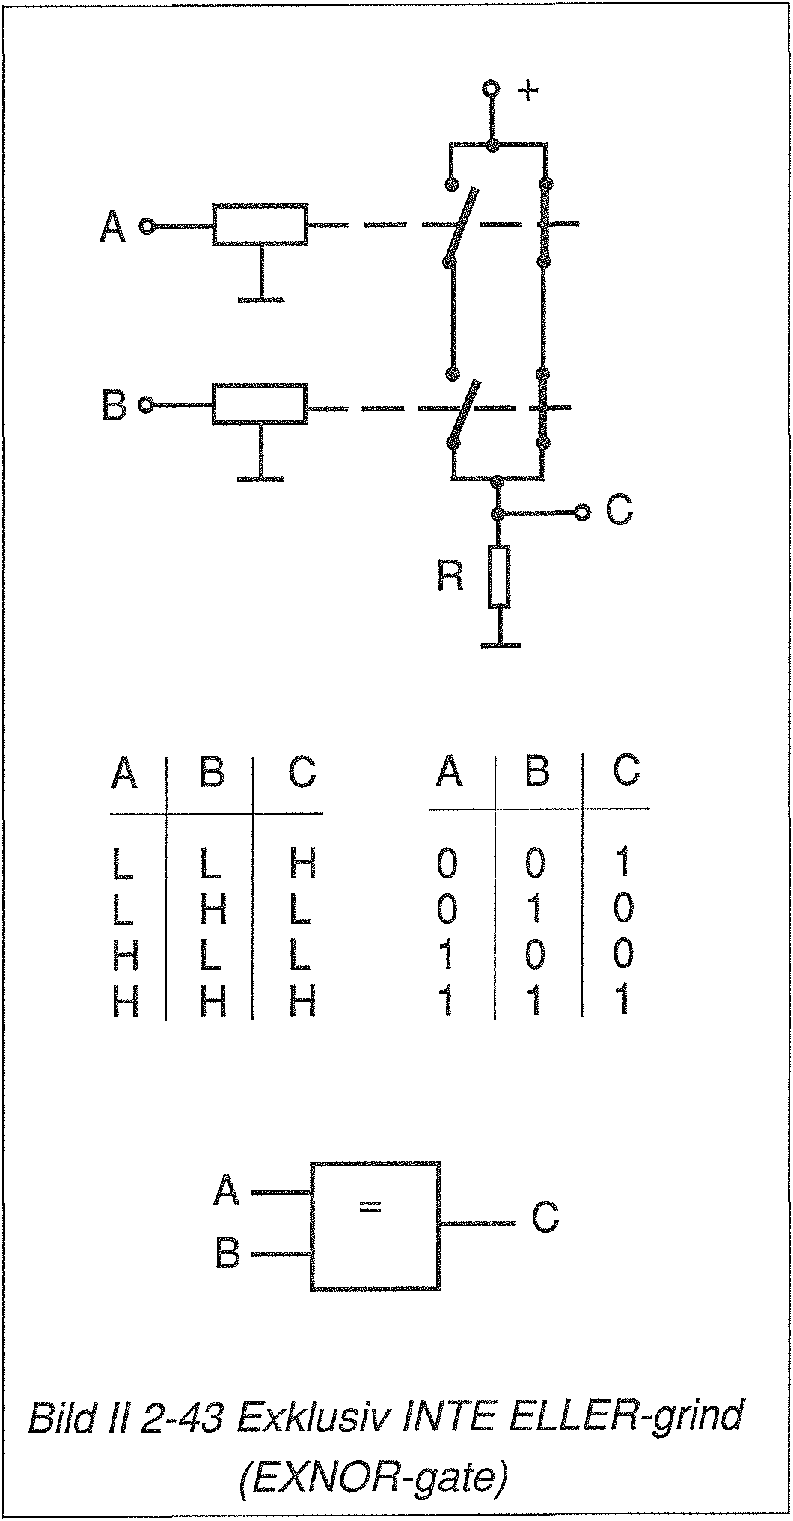 +
A
B
C
R
A B C A B C
L L H 0 0 1
L H L 0 1 0
H L L 1 0 0
H H H 1 1 1
A
=
C
B
Bild II 2-43 Exklusiv INTE ELLER-grind
(EXNOR-gate)